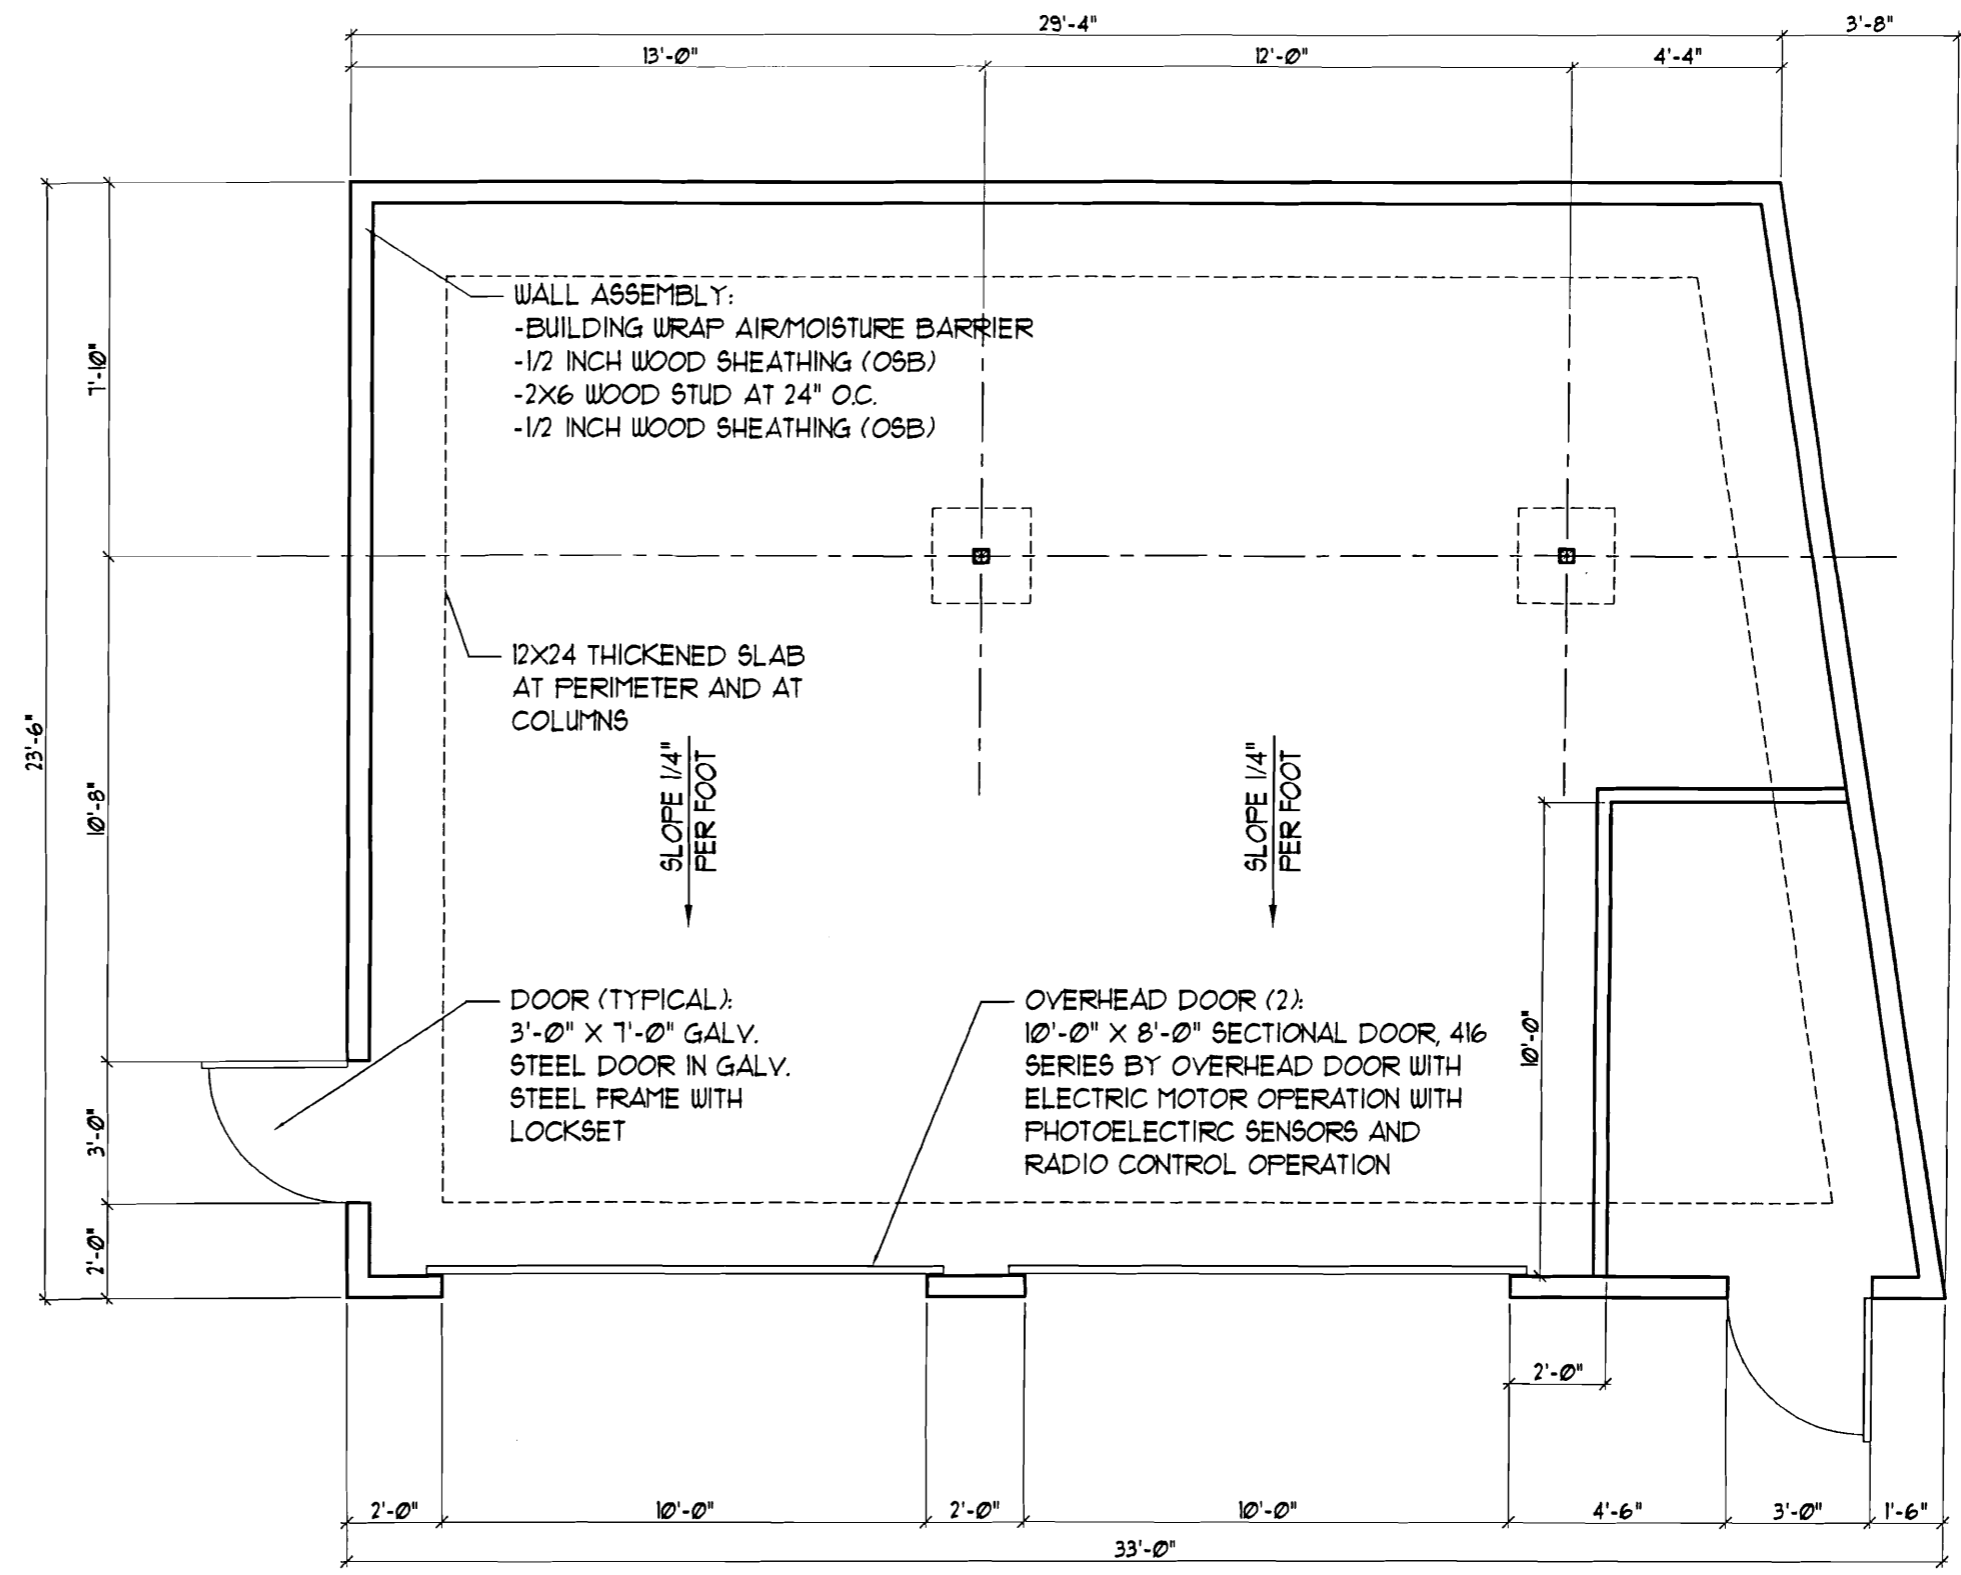 29'-4"
3'-8"
13'-0"
12'-0"
4'-4"
WALL ASSEMBLY:
-BUILDING WRAP AIR/MOISTURE BARRIER
-1/2 INCH WOOD SHEATHING (OSB)
-2X6 WOOD STUD AT 24" O.C.
-1/2 INCH WOOD SHEATHING (OSB)
7'-10"
12X24 THICKENED SLAB
AT PERIMETER AND AT
COLUMNS
23'-6"
10'-8"
SLOPE 1/4"
PER FOOT
SLOPE 1/4"
PER FOOT
DOOR (TYPICAL):
3'-0" X 7'-0" GALV.
STEEL DOOR IN GALV.
STEEL FRAME WITH
LOCKSET
OVERHEAD DOOR (2):
10'-0" X 8'-0" SECTIONAL DOOR, 416
SERIES BY OVERHEAD DOOR WITH
ELECTRIC MOTOR OPERATION WITH
PHOTOELECTIRC SENSORS AND
RADIO CONTROL OPERATION
10'-0"
3'-0"
2'-0"
2'-0"
2'-0"
10'-0"
2'-0"
10'-0"
4'-6"
3'-0"
1'-6"
33'-0"